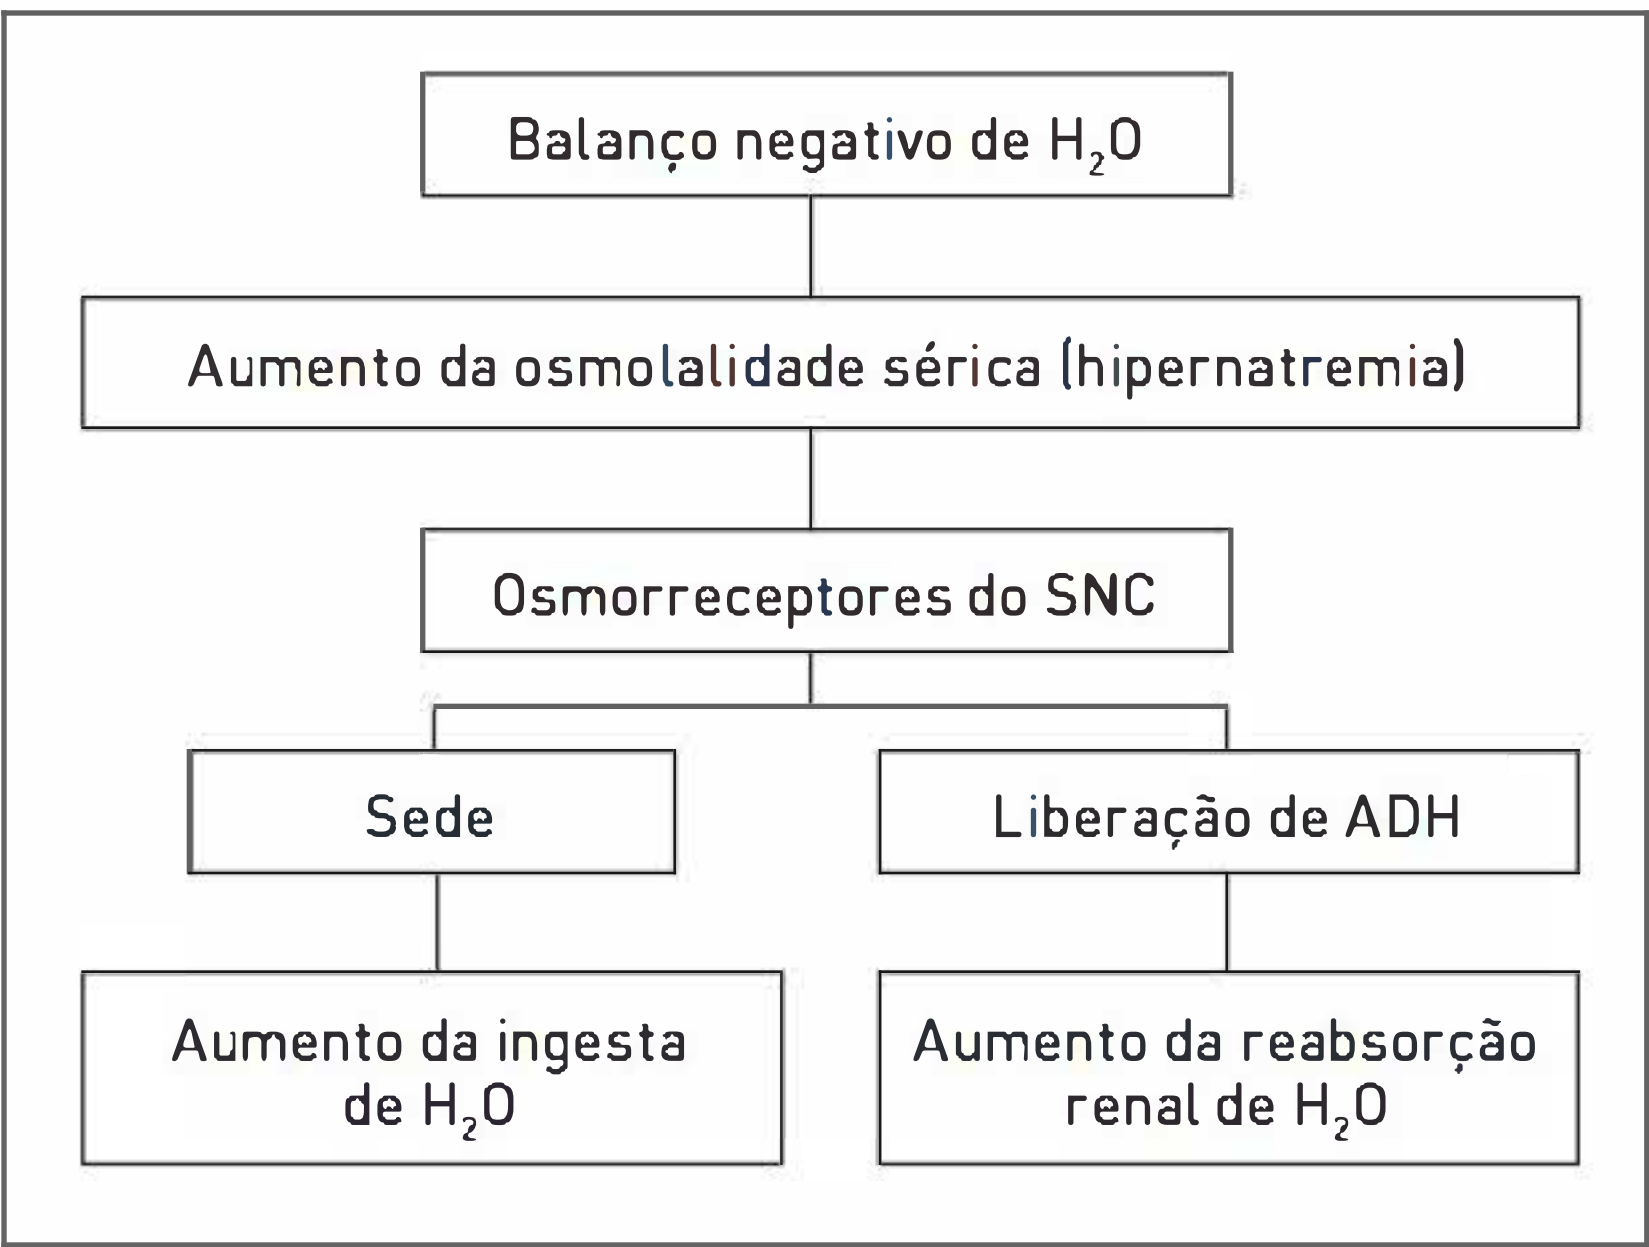 Balanço negativo de H₂O
Aumento da osmolalidade sérica (hipernatremia)
Osmorreceptores do SNC
Sede
Liberação de ADH
Aumento da ingesta
de H₂O
Aumento da reabsorção
renal de H₂O